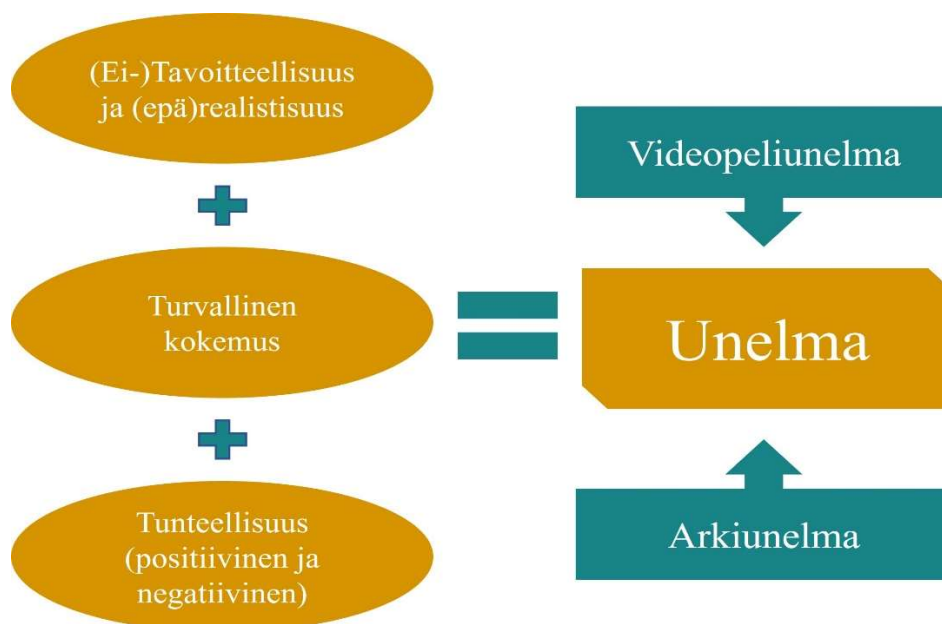 (Ei-)Tavoitteellisuus
ja (epä)realistisuus
Turvallinen
kokemus
Tunteellisuus
(positiivinen ja
negatiivinen)
Videopeliunelma
Unelma
Arkiunelma